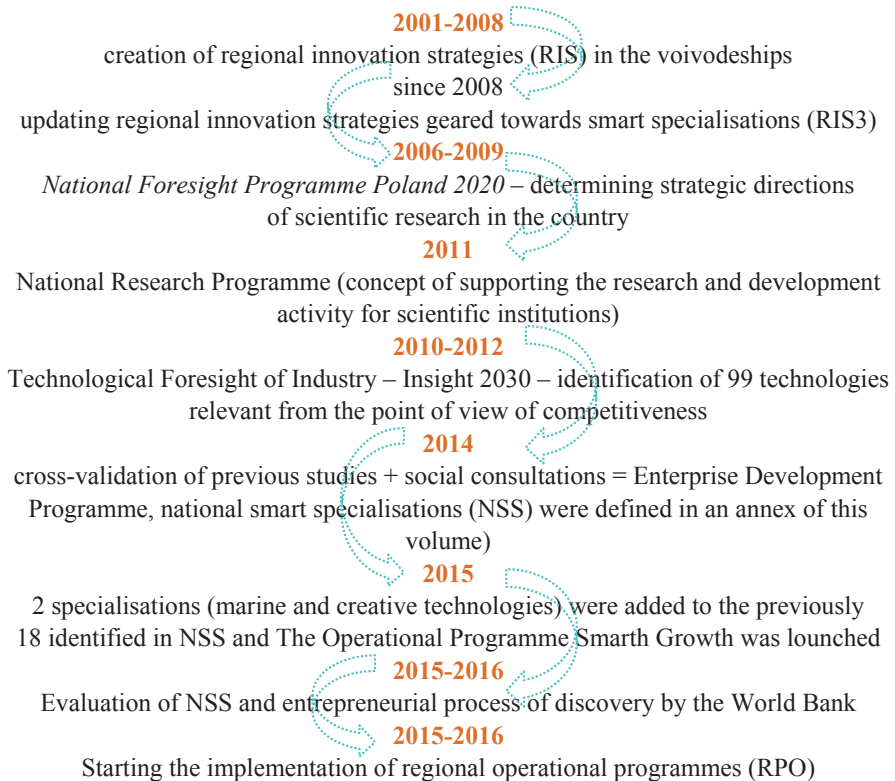 2001-2008
creation of regional innovation strategies (RIS) in the voivodeships
since 2008
updating regional innovation strategies geared towards smart specialisations (RIS3)
2006-2009
National Foresight Programme Poland 2020 – determining strategic directions
of scientific research in the country
2011
National Research Programme (concept of supporting the research and development
activity for scientific institutions)
2010-2012
Technological Foresight of Industry – Insight 2030 – identification of 99 technologies
relevant from the point of view of competitiveness
2014
cross-validation of previous studies + social consultations = Enterprise Development
Programme, national smart specialisations (NSS) were defined in an annex of this
volume)
2015
2 specialisations (marine and creative technologies) were added to the previously
18 identified in NSS and The Operational Programme Smarth Growth was lounched
2015-2016
Evaluation of NSS and entrepreneurial process of discovery by the World Bank
2015-2016
Starting the implementation of regional operational programmes (RPO)